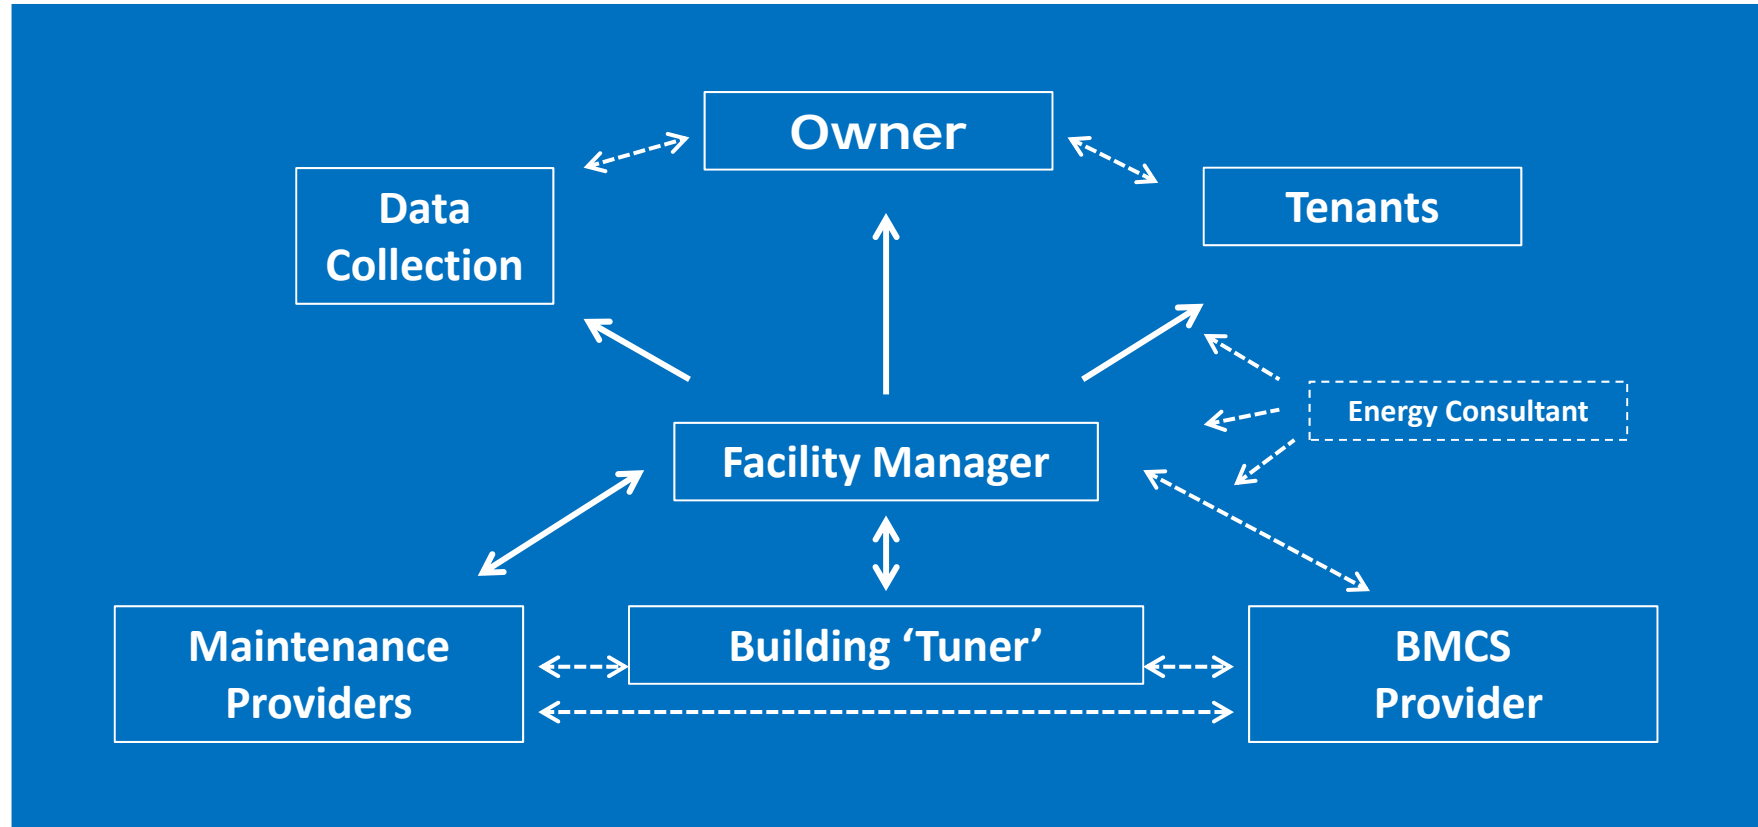 Owner
Data
Collection
Tenants
Energy Consultant
Facility Manager
Maintenance
Providers
Building ‘Tuner’
BMCS
Provider